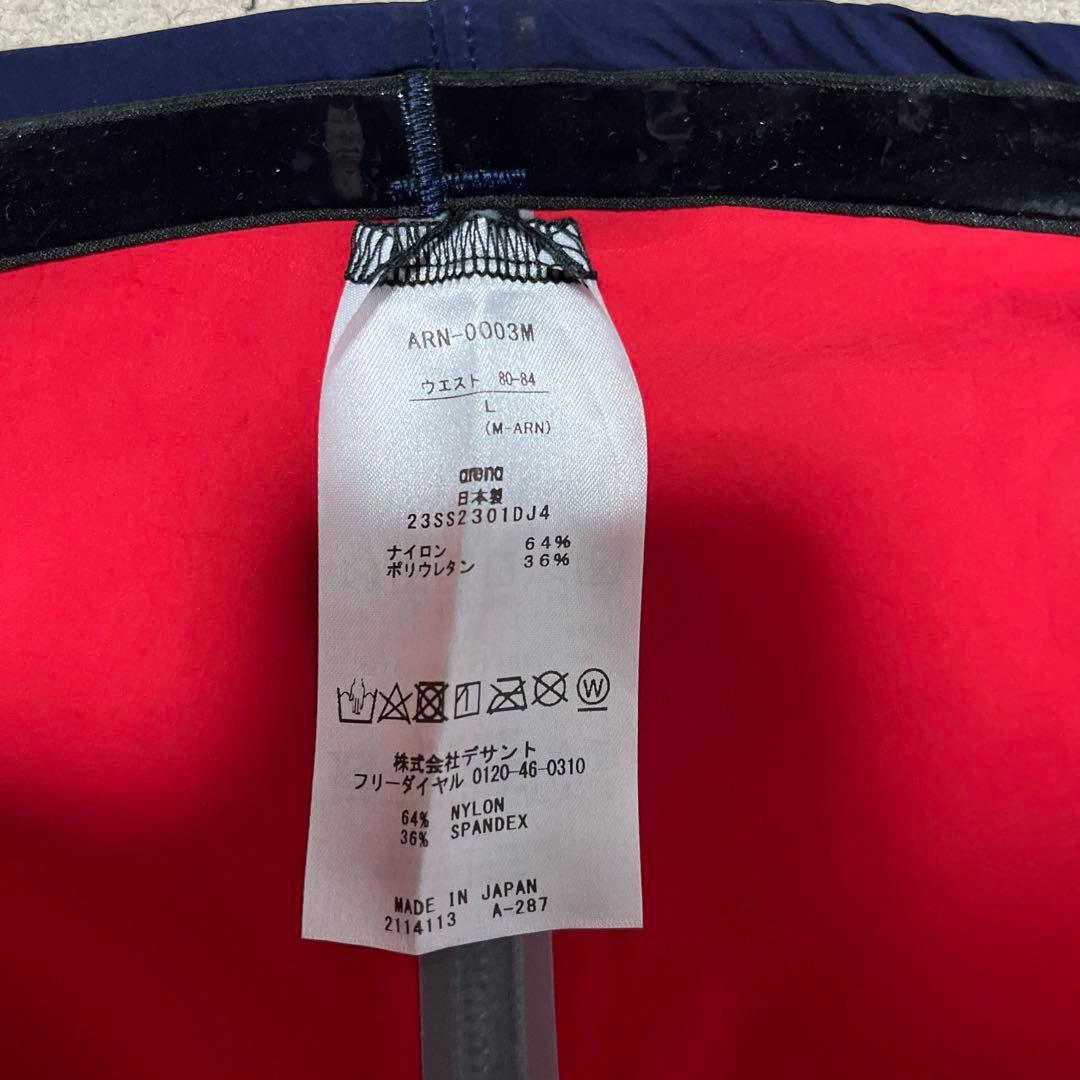 ARN-0003M
ウエスト 80-84
L
(M-ARN)
arena
日本製
23SS2301DJ4
ナイロン 64%
ポリウレタン 36%
W
株式会社デサント
フリーダイヤル 0120-46-0310
64% NYLON
36% SPANDEX
MADE IN JAPAN
2114113 A-287